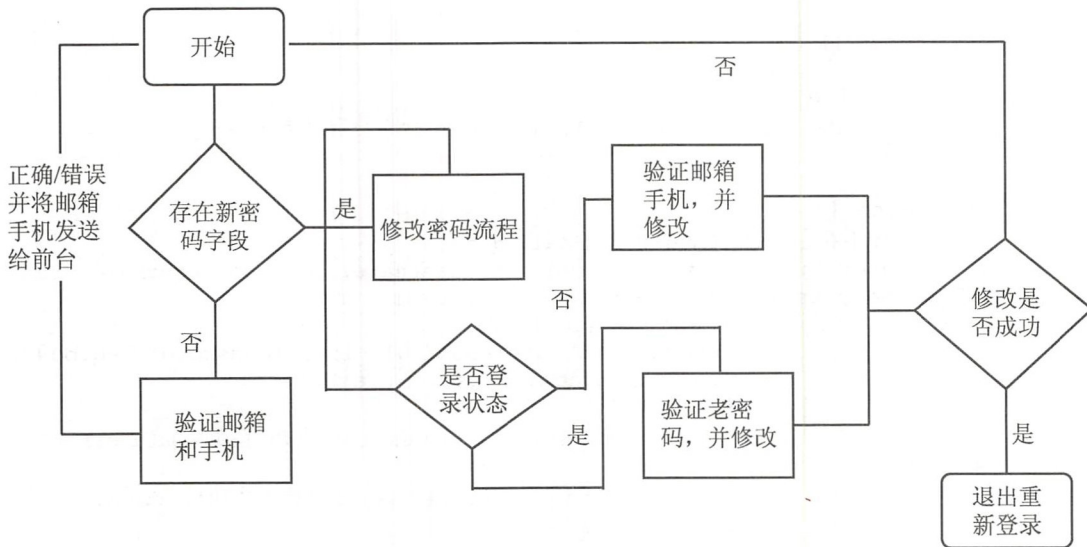 开始
否
正确/错误
并将邮箱
手机发送
给前台
存在新密
码字段
是
修改密码流程
验证邮箱
手机，并
修改
否
修改是
否成功
否
是否登
录状态
验证邮箱
和手机
是
验证老密
码，并修改
是
退出重
新登录